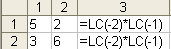 1 2 3
1 5 2 =LC(-2)*LC(-1)
2 3 6 =LC(-2)*LC(-1)